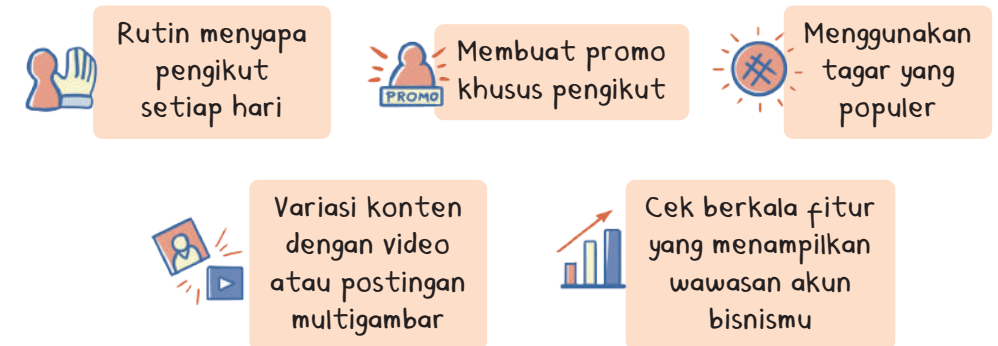 Rutin menyapa
pengikut
setiap hari
PROMO
Membuat promo
khusus pengikut
#
Menggunakan
tagar yang
populer
Variasi konten
dengan video
atau postingan
multigambar
Cek berkala fitur
yang menampilkan
wawasan akun
bisnismu